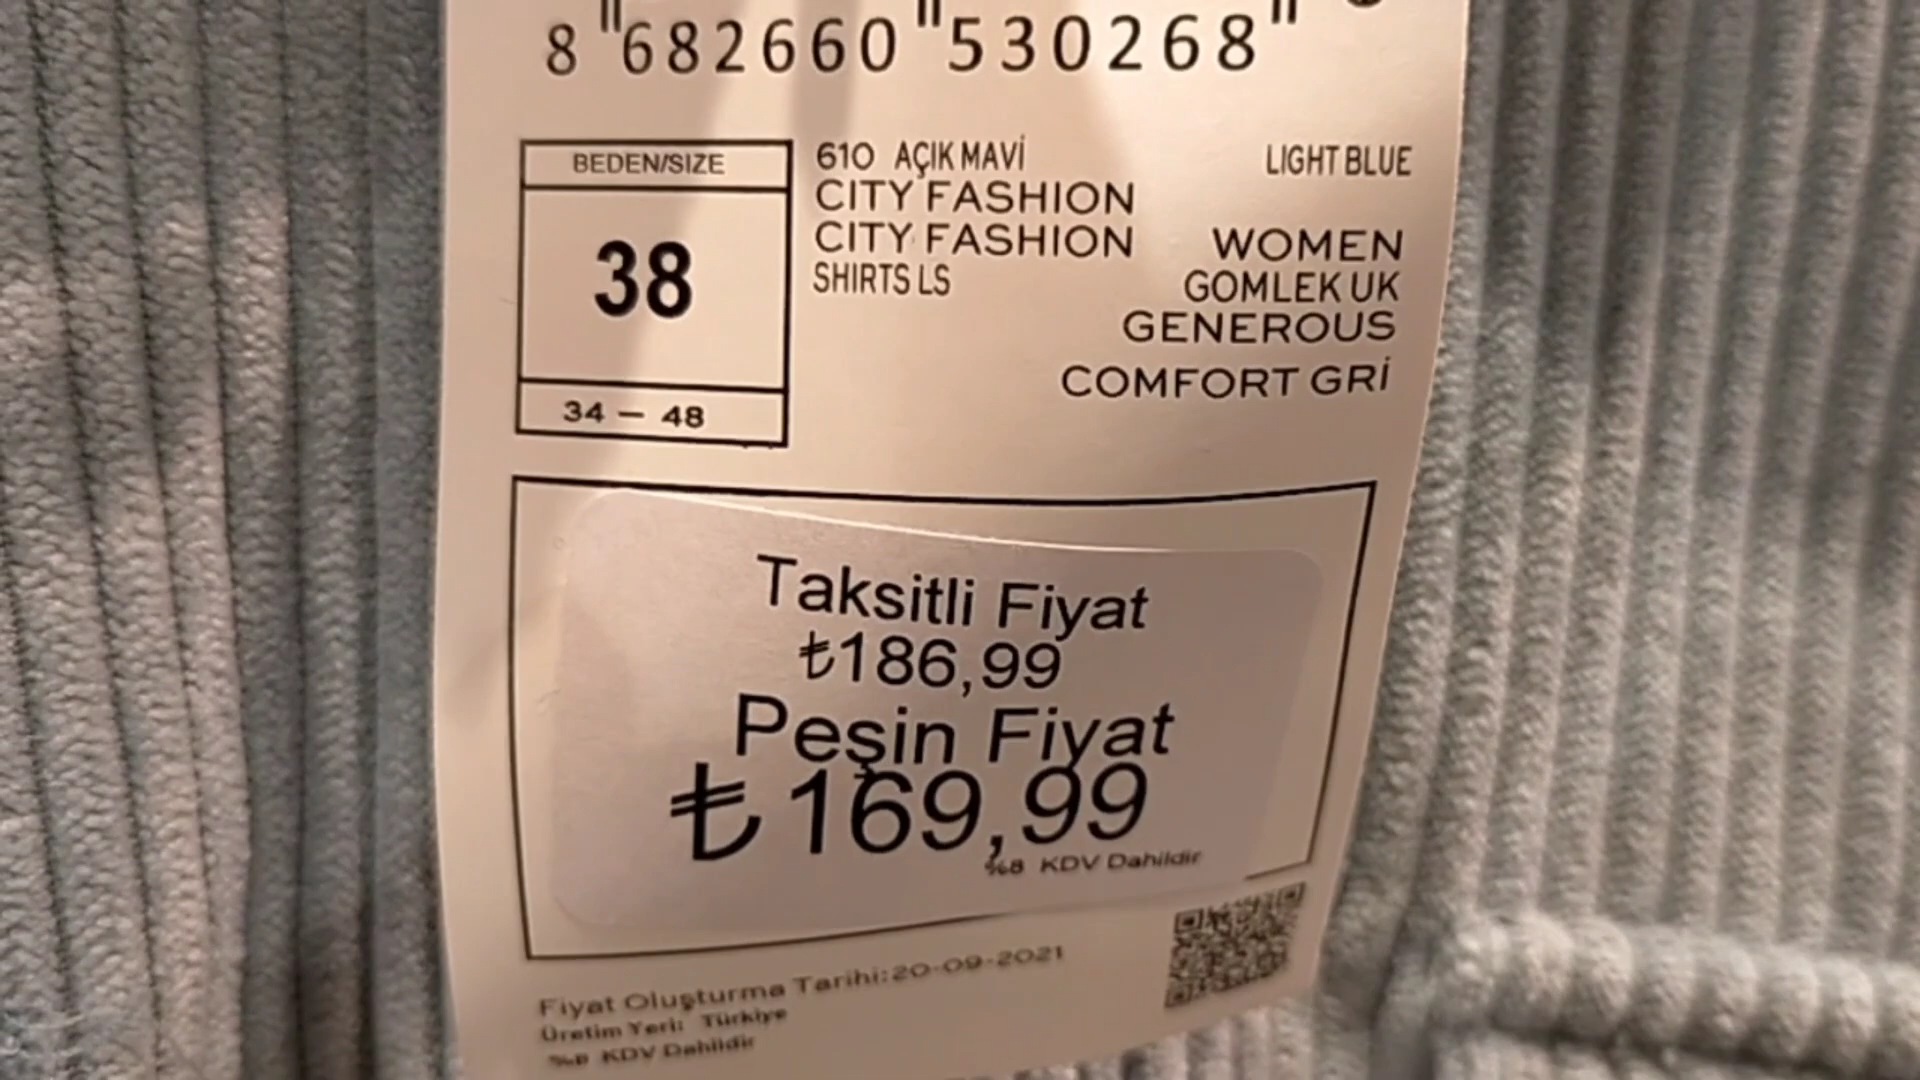 8 682660 530268
BEDEN/SIZE
38
34 – 48
610 AÇIK MAVİ LIGHT BLUE
CITY FASHION
CITY FASHION WOMEN
SHIRTS LS GOMLEK UK
GENEROUS
COMFORT GRİ
Taksitli Fiyat
₺186,99
Peşin Fiyat
₺169,99
%8 KDV Dahildir
Fiyat Oluşturma Tarihi:20-09-2021
Üretim Yeri: Türkiye
%8 KDV Dahildir